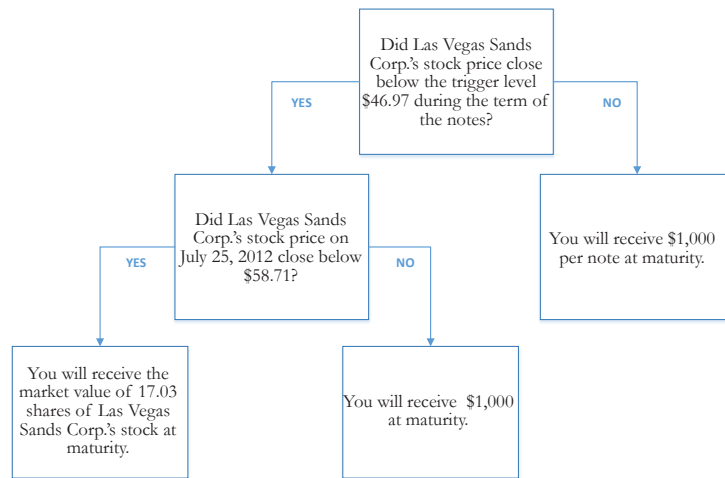 Did Las Vegas Sands
Corp.'s stock price close
below the trigger level
$46.97 during the term of
the notes?
YES
NO
Did Las Vegas Sands
Corp.'s stock price on
July 25, 2012 close below
$58.71?
You will receive $1,000
per note at maturity.
YES
NO
You will receive the
market value of 17.03
shares of Las Vegas
Sands Corp.'s stock at
maturity.
You will receive $1,000
at maturity.